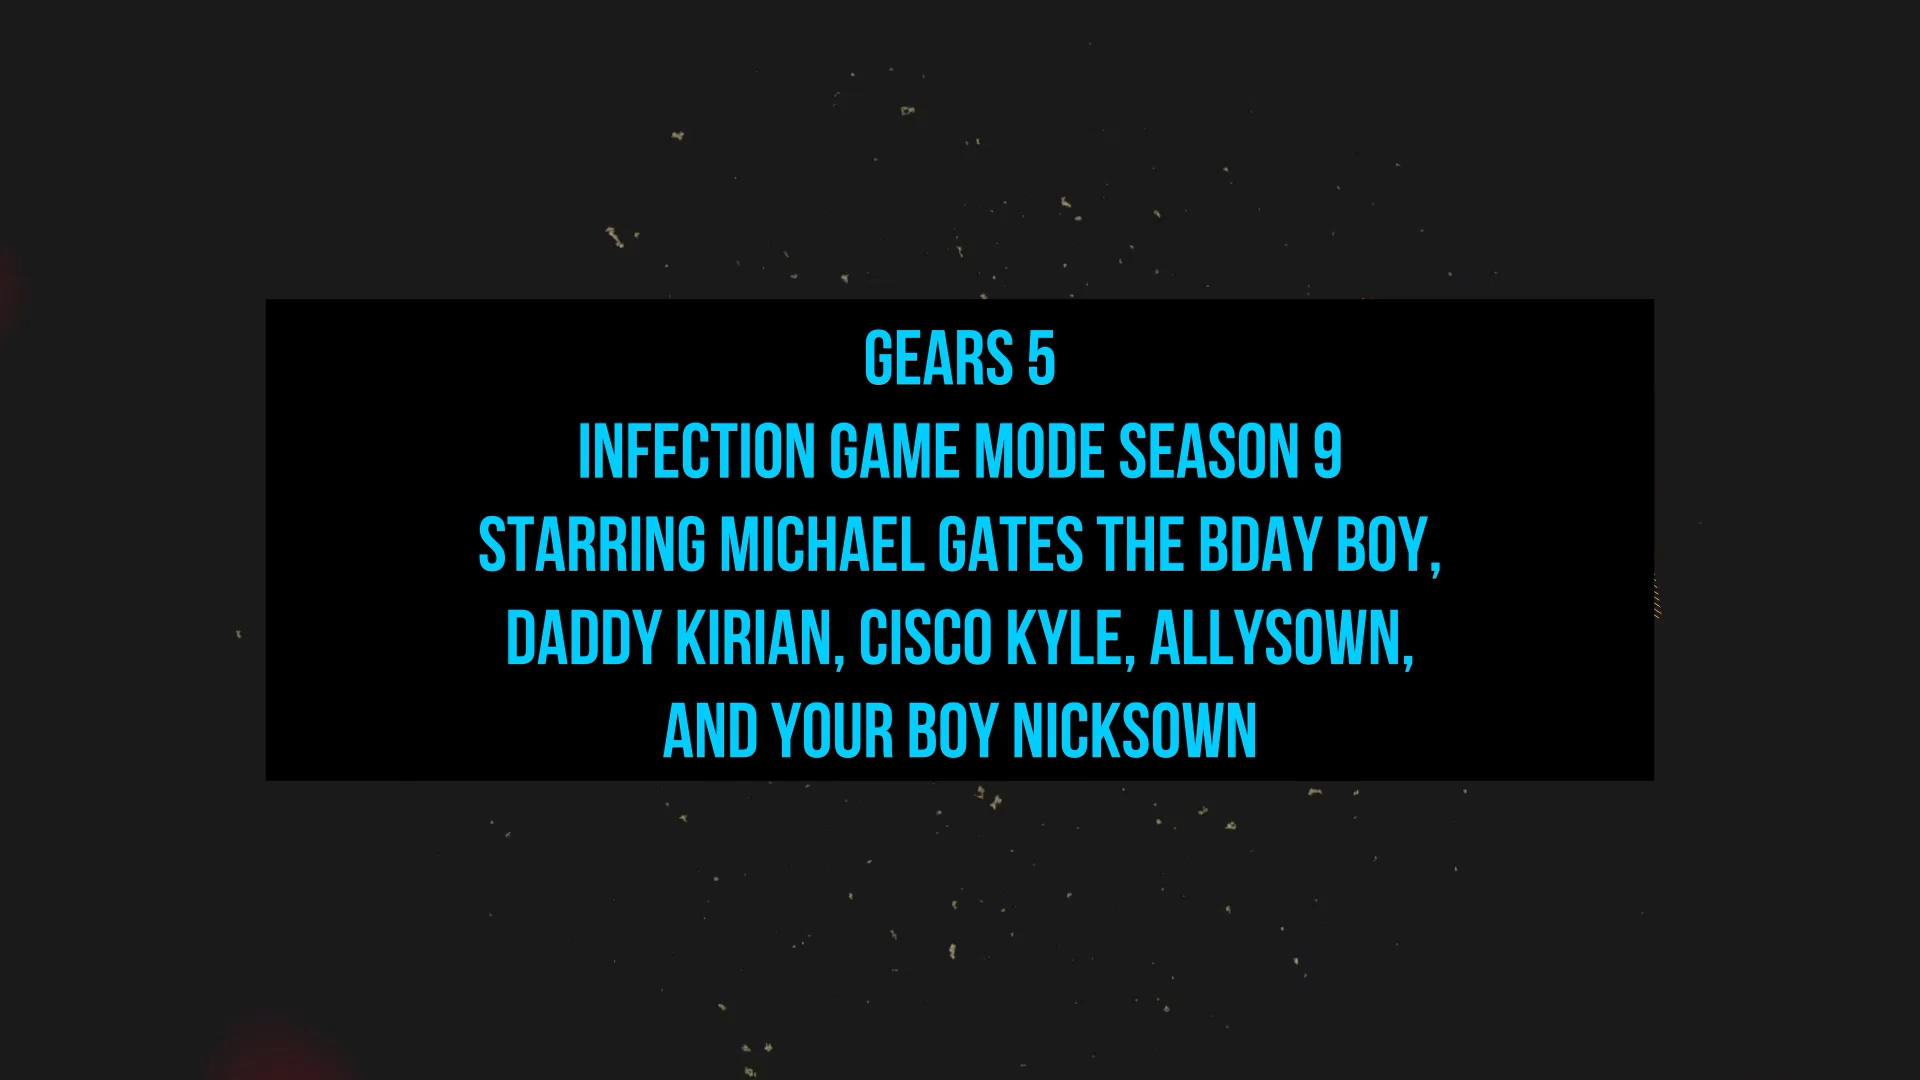 GEARS 5
INFECTION GAME MODE SEASON 9
STARRING MICHAEL GATES THE BDAY BOY,
DADDY KIRIAN, CISCO KYLE, ALLYSOWN,
AND YOUR BOY NICKSOWN